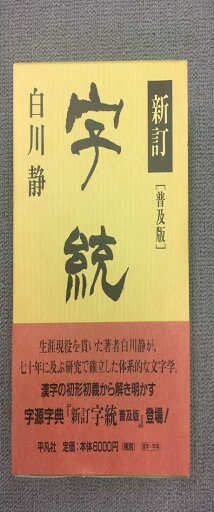 新訂
[普及版]
字統
白川静
生涯現役を貫いた著者白川静が、
七十年に及ぶ研究で確立した体系的な文字学。
漢字の初形初義から解き明かす
字源字典『新訂字統 普及版』登場!
平凡社 定価:本体6000円(税別)